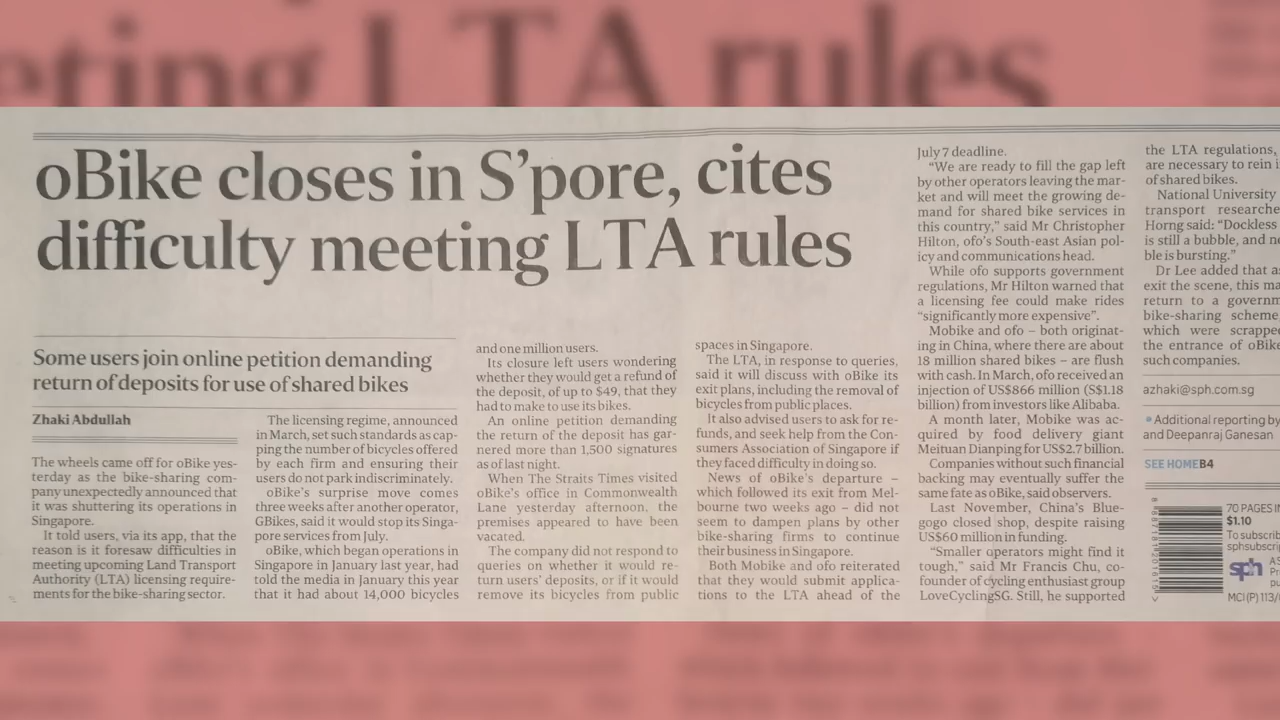 eting LTA rules
oBike closes in S'pore, cites
difficulty meeting LTA rules
Some users join online petition demanding
return of deposits for use of shared bikes
Zhaki Abdullah
The wheels came off for oBike yes-
terday as the bike-sharing com-
pany unexpectedly announced that
it was shuttering its operations in
Singapore.
It told users, via its app, that the
reason is it foresaw difficulties in
meeting upcoming Land Transport
Authority (LTA) licensing require-
ments for the bike-sharing sector.
The licensing regime, announced
in March, set such standards as cap-
ping the number of bicycles offered
by each firm and ensuring their
users do not park indiscriminately.
oBike's surprise move comes
three weeks after another operator,
GBikes, said it would stop its Singa-
pore services from July.
oBike, which began operations in
Singapore in January last year, had
told the media in January this year
that it had about 14,000 bicycles
and one million users.
Its closure left users wondering
whether they would get a refund of
the deposit, of up to $49, that they
had to make to use its bikes.
An online petition demanding
the return of the deposit has gar-
nered more than 1,500 signatures
as of last night.
When The Straits Times visited
oBike's office in Commonwealth
Lane yesterday afternoon, the
premises appeared to have been
vacated.
The company did not respond to
queries on whether it would re-
turn users' deposits, or if it would
remove its bicycles from public
spaces in Singapore.
The LTA, in response to queries,
said it will discuss with oBike its
exit plans, including the removal of
bicycles from public places.
It also advised users to ask for re-
funds, and seek help from the Con-
sumers Association of Singapore if
they faced difficulty in doing so.
News of oBike's departure –
which followed its exit from Mel-
bourne two weeks ago – did not
seem to dampen plans by other
bike-sharing firms to continue
their business in Singapore.
Both Mobike and ofo reiterated
that they would submit applica-
tions to the LTA ahead of the
July 7 deadline.
"We are ready to fill the gap left
by other operators leaving the mar-
ket and will meet the growing de-
mand for shared bike services in
this country," said Mr Christopher
Hilton, ofo's South-east Asian pol-
icy and communications head.
While ofo supports government
regulations, Mr Hilton warned that
a licensing fee could make rides
"significantly more expensive".
Mobike and ofo – both originat-
ing in China, where there are about
18 million shared bikes – are flush
with cash. In March, ofo received an
injection of US$866 million (S$1.18
billion) from investors like Alibaba.
A month later, Mobike was ac-
quired by food delivery giant
Meituan Dianping for US$2.7 billion.
Companies without such financial
backing may eventually suffer the
same fate as oBike, said observers.
Last November, China's Blue-
gogo closed shop, despite raising
US$60 million in funding.
"Smaller operators might find it
tough," said Mr Francis Chu, co-
founder of cycling enthusiast group
LoveCyclingSG. Still, he supported
the LTA regulations,
are necessary to rein i
of shared bikes.
National University
transport researche
Horng said: "Dockless
is still a bubble, and no
ble is bursting."
Dr Lee added that as
exit the scene, this ma
return to a governm
bike-sharing scheme,
which were scrapped
the entrance of oBike
such companies.
azhaki@sph.com.sg
» Additional reporting by
and Deepanraj Ganesan
SEE HOME B4
70 PAGES IN
$1.10
To subscrib
sphsubscrip
sph
MCI (P) 113/